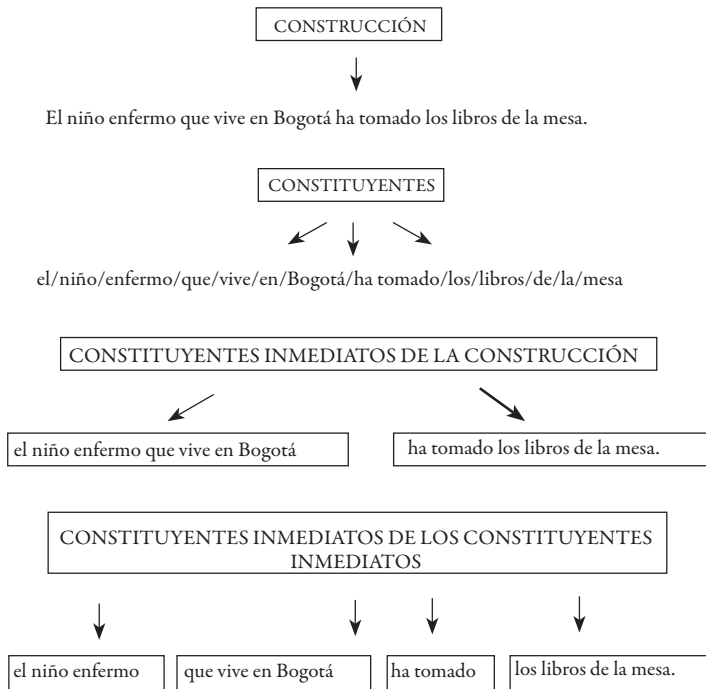 CONSTRUCCIÓN
El niño enfermo que vive en Bogotá ha tomado los libros de la mesa.
CONSTITUYENTES
el/niño/enfermo/que/vive/en/Bogotá/ha tomado/los/libros/de/la/mesa
CONSTITUYENTES INMEDIATOS DE LA CONSTRUCCIÓN
el niño enfermo que vive en Bogotá
ha tomado los libros de la mesa.
CONSTITUYENTES INMEDIATOS DE LOS CONSTITUYENTES
INMEDIATOS
el niño enfermo
que vive en Bogotá
ha tomado
los libros de la mesa.